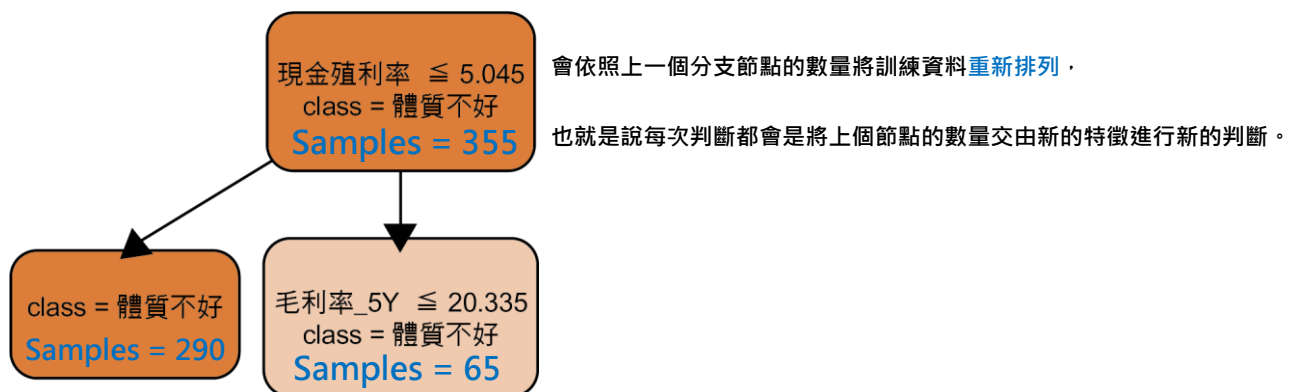 現金殖利率 ≦ 5.045
class = 體質不好
Samples = 355
會依照上一個分支節點的數量將訓練資料重新排列，
也就是說每次判斷都會是將上個節點的數量交由新的特徵進行新的判斷。
class = 體質不好
Samples = 290
毛利率_5Y ≦ 20.335
class = 體質不好
Samples = 65